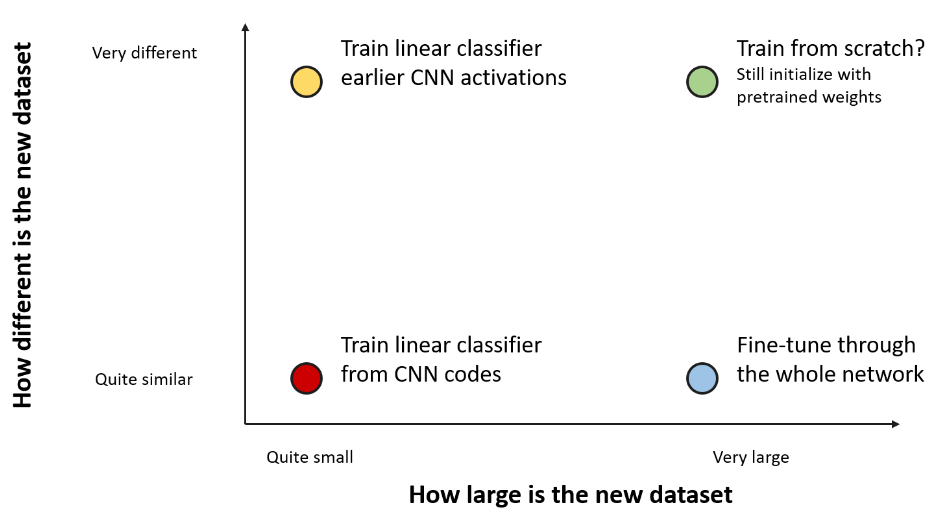 How different is the new dataset
Very different
Train linear classifier
earlier CNN activations
Train from scratch?
Still initialize with
pretrained weights
Quite similar
Train linear classifier
from CNN codes
Fine-tune through
the whole network
Quite small
Very large
How large is the new dataset